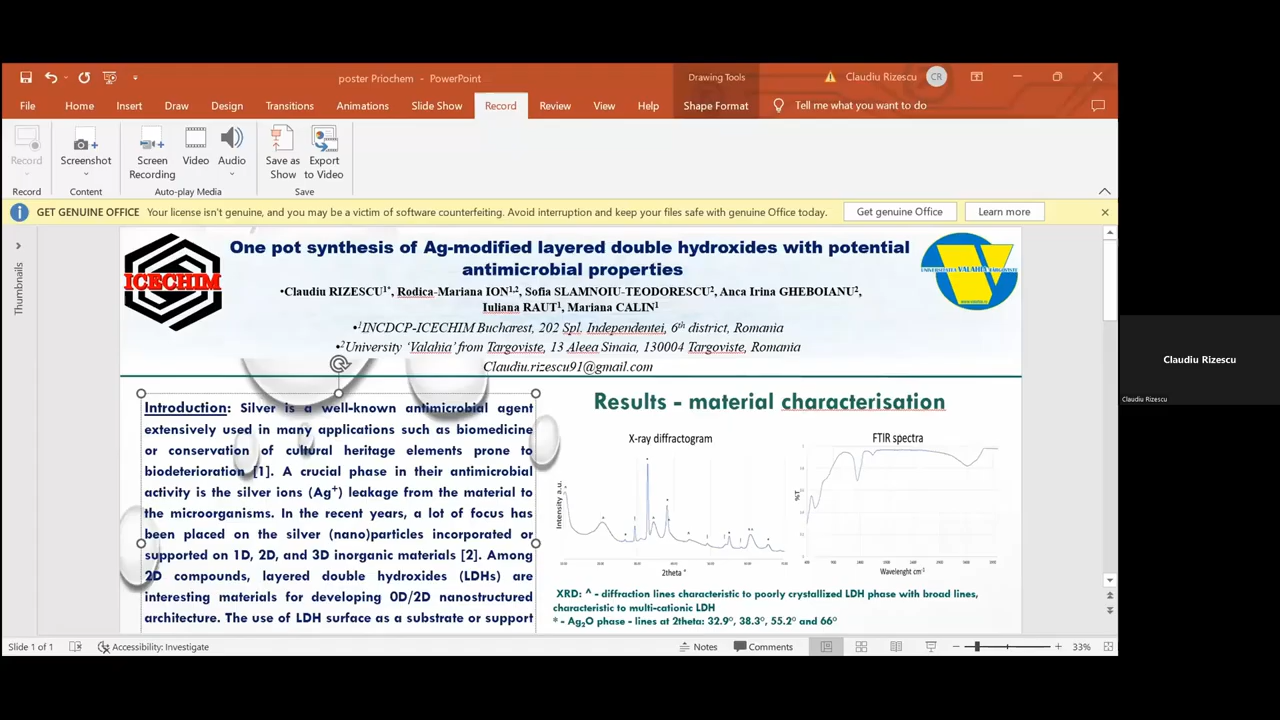 poster Priochem - PowerPoint
Drawing Tools
Claudiu Rizescu
CR
File Home Insert Draw Design Transitions Animations Slide Show Record Review View Help Shape Format Tell me what you want to do
Record
Screenshot
Screen Recording
Video
Audio
Save as Show
Export to Video
Record
Content
Auto-play Media
Save
GET GENUINE OFFICE Your license isn't genuine, and you may be a victim of software counterfeiting. Avoid interruption and keep your files safe with genuine Office today. Get genuine Office Learn more
Thumbnails
ICECHIM
One pot synthesis of Ag-modified layered double hydroxides with potential
antimicrobial properties
•Claudiu RIZESCU1*, Rodica-Mariana ION1,2, Sofia SLAMNOIU-TEODORESCU2, Anca Irina GHEBOIANU2,
Iuliana RAUT1, Mariana CALIN1
•1INCDCP-ICECHIM Bucharest, 202 Spl. Independentei, 6th district, Romania
•2University 'Valahia' from Targoviste, 13 Aleea Sinaia, 130004 Targoviste, Romania
Claudiu.rizescu91@gmail.com
UNIVERSITATEA VALAHIA TARGOVISTE
Introduction: Silver is a well-known antimicrobial agent
extensively used in many applications such as biomedicine
or conservation of cultural heritage elements prone to
biodeterioration [1]. A crucial phase in their antimicrobial
activity is the silver ions (Ag+) leakage from the material to
the microorganisms. In the recent years, a lot of focus has
been placed on the silver (nano)particles incorporated or
supported on 1D, 2D, and 3D inorganic materials [2]. Among
2D compounds, layered double hydroxides (LDHs) are
interesting materials for developing 0D/2D nanostructured
architecture. The use of LDH surface as a substrate or support
Results - material characterisation
X-ray diffractogram
Intensity a.u.
2theta °
FTIR spectra
%T
Wavelenght cm-1
XRD: ^ - diffraction lines characteristic to poorly crystallized LDH phase with broad lines,
characteristic to multi-cationic LDH
* - Ag2O phase - lines at 2theta: 32.9°, 38.3°, 55.2° and 66°
Claudiu Rizescu
Claudiu Rizescu
Slide 1 of 1
Accessibility: Investigate
Notes
Comments
33%